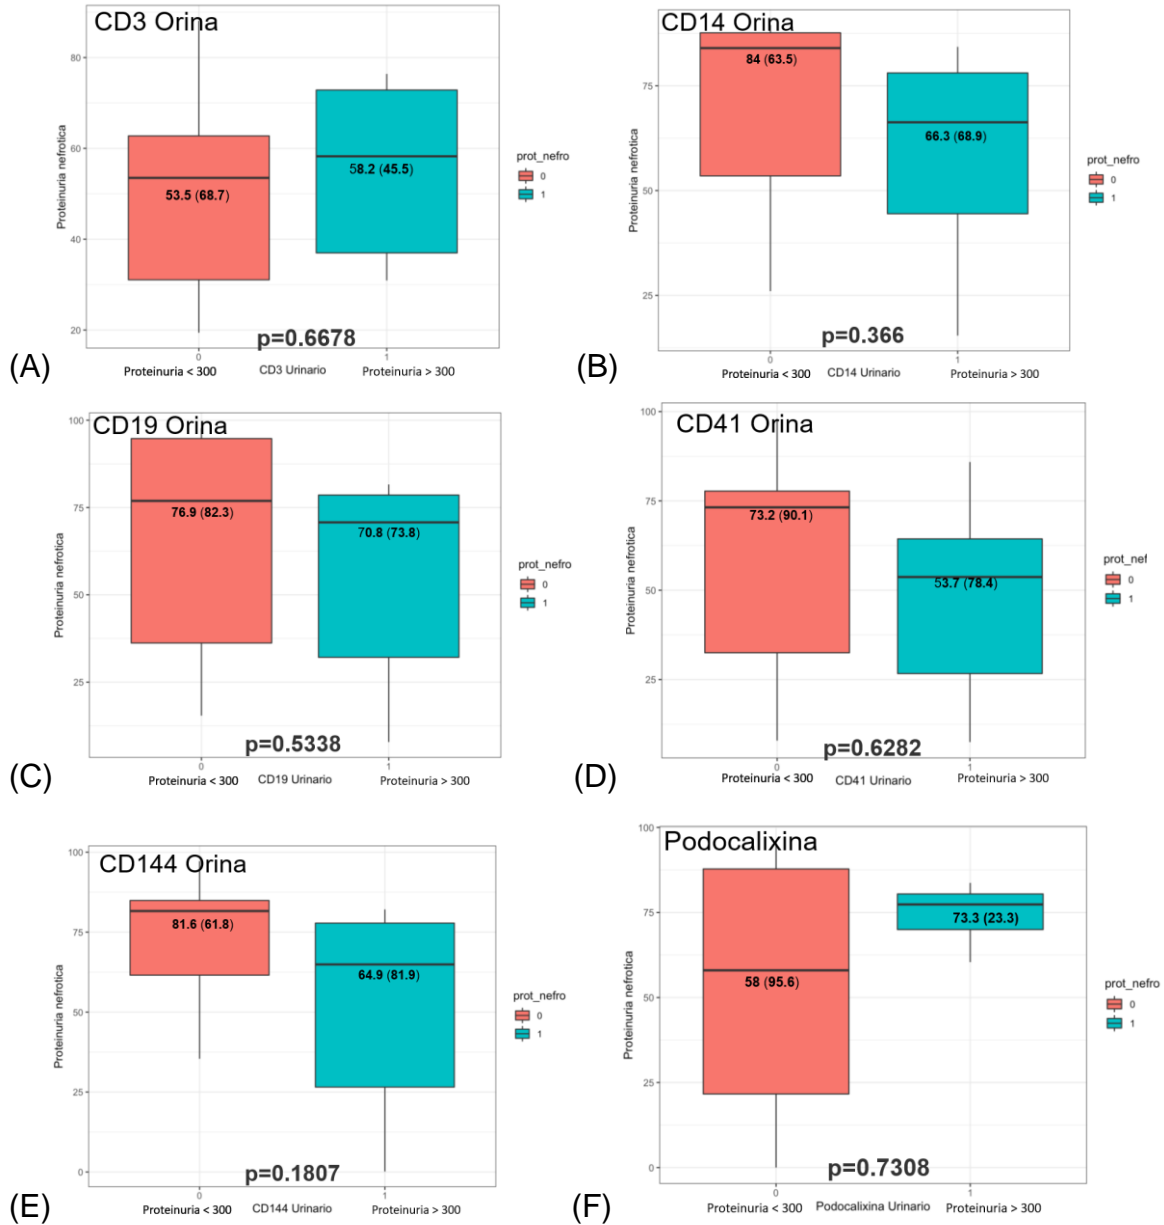 CD3 Orina
80
60
40
20
Proteinuria nefrotica
53.5 (68.7)
58.2 (45.5)
p=0.6678
0
1
Proteinuria < 300
CD3 Urinario
Proteinuria > 300
prot_nefro
0
1
(A)
CD14 Orina
75
50
25
Proteinuria nefrotica
84 (63.5)
66.3 (68.9)
p=0.366
0
1
Proteinuria < 300
CD14 Urinario
Proteinuria > 300
prot_nefro
0
1
(B)
CD19 Orina
100
75
50
25
Proteinuria nefrotica
76.9 (82.3)
70.8 (73.8)
p=0.5338
0
1
Proteinuria < 300
CD19 Urinario
Proteinuria > 300
prot_nefro
0
1
(C)
CD41 Orina
100
75
50
25
Proteinuria nefrotica
73.2 (90.1)
53.7 (78.4)
p=0.6282
0
1
Proteinuria < 300
CD41 Urinario
Proteinuria > 300
prot_nef
0
1
(D)
CD144 Orina
100
75
50
25
0
Proteinuria nefrotica
81.6 (61.8)
64.9 (81.9)
p=0.1807
0
1
Proteinuria < 300
CD144 Urinario
Proteinuria > 300
prot_nefro
0
1
(E)
Podocalixina
100
75
50
25
0
Proteinuria nefrotica
58 (95.6)
73.3 (23.3)
p=0.7308
0
1
Proteinuria < 300
Podocalixina Urinario
Proteinuria > 300
prot_nefro
0
1
(F)